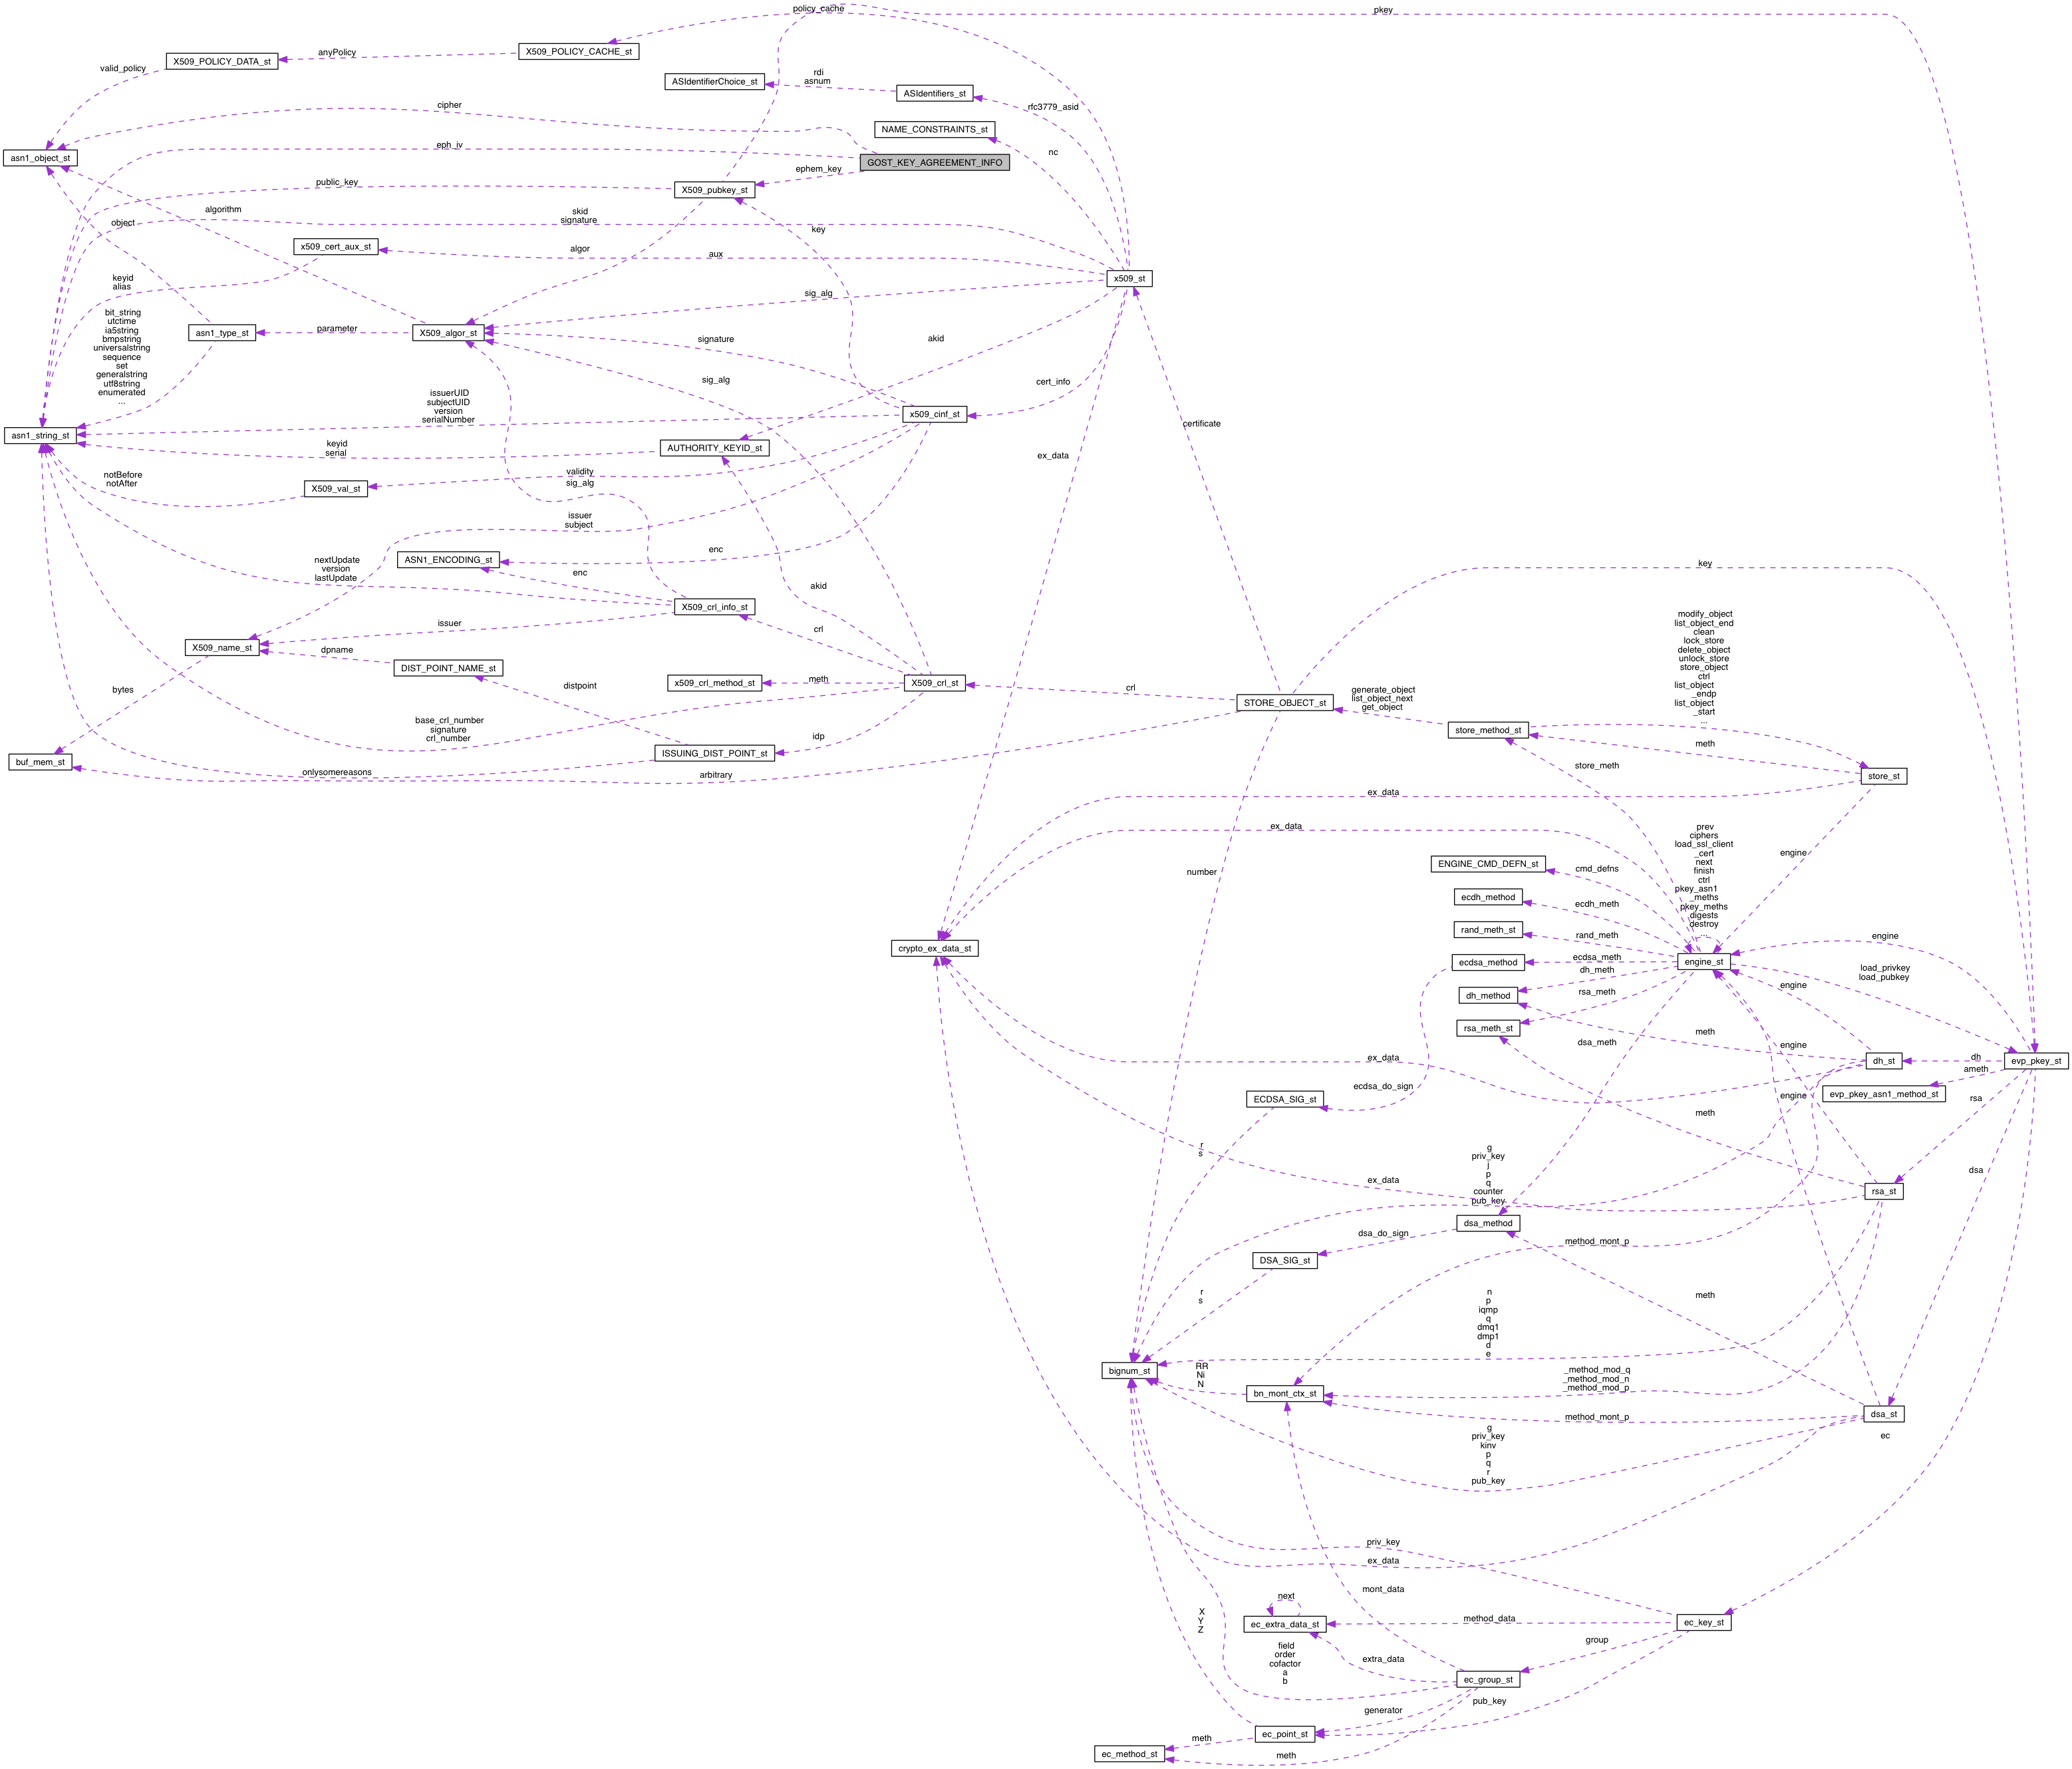 policy_cache
pkey
X509_POLICY_CACHE_st
anyPolicy
X509_POLICY_DATA_st
valid_policy
ASIdentifierChoice_st
rdi
asnum
ASIdentifiers_st
rfc3779_asid
cipher
NAME_CONSTRAINTS_st
nc
asn1_object_st
eph_iv
GOST_KEY_AGREEMENT_INFO
ephem_key
public_key
X509_pubkey_st
algorithm
skid
signature
object
key
x509_cert_aux_st
algor
aux
x509_st
keyid
alias
sig_alg
bit_string
utctime
ia5string
bmpstring
universalstring
sequence
set
generalstring
utf8string
enumerated
...
asn1_type_st
parameter
X509_algor_st
signature
akid
sig_alg
cert_info
issuerUID
subjectUID
version
serialNumber
x509_cinf_st
certificate
asn1_string_st
keyid
serial
AUTHORITY_KEYID_st
ex_data
notBefore
notAfter
X509_val_st
validity
sig_alg
issuer
subject
enc
nextUpdate
version
lastUpdate
ASN1_ENCODING_st
enc
key
akid
X509_crl_info_st
crl
issuer
X509_name_st
dpname
DIST_POINT_NAME_st
x509_crl_method_st
meth
X509_crl_st
crl
STORE_OBJECT_st
generate_object
list_object_next
get_object
modify_object
list_object_end
clean
lock_store
delete_object
unlock_store
store_object
ctrl
list_object
_endp
list_object
_start
...
bytes
distpoint
base_crl_number
signature
crl_number
idp
store_method_st
meth
buf_mem_st
onlysomereasons
ISSUING_DIST_POINT_st
arbitrary
store_meth
store_st
ex_data
ex_data
prev
ciphers
load_ssl_client
_cert
next
finish
ctrl
pkey_asn1
_meths
pkey_meths
digests
destroy
...
engine
number
ENGINE_CMD_DEFN_st
cmd_defns
ecdh_method
ecdh_meth
rand_meth_st
rand_meth
crypto_ex_data_st
ecdsa_method
ecdsa_meth
engine_st
engine
dh_meth
load_privkey
load_pubkey
dh_method
rsa_meth
engine
rsa_meth_st
meth
dsa_meth
engine
ex_data
dh_st
dh
evp_pkey_st
ameth
ecdsa_do_sign
ECDSA_SIG_st
engine
evp_pkey_asn1_method_st
rsa
meth
r
s
g
priv_key
j
p
q
counter
pub_key
ex_data
dsa
rsa_st
dsa_method
dsa_do_sign
method_mont_p
DSA_SIG_st
r
s
n
p
iqmp
q
dmq1
dmp1
d
e
meth
bignum_st
RR
Ni
N
bn_mont_ctx_st
_method_mod_q
_method_mod_n
_method_mod_p
method_mont_p
dsa_st
g
priv_key
kinv
p
q
r
pub_key
ec
priv_key
ex_data
mont_data
next
ec_extra_data_st
method_data
ec_key_st
X
Y
Z
group
field
order
cofactor
a
b
extra_data
ec_group_st
pub_key
generator
ec_point_st
meth
ec_method_st
meth